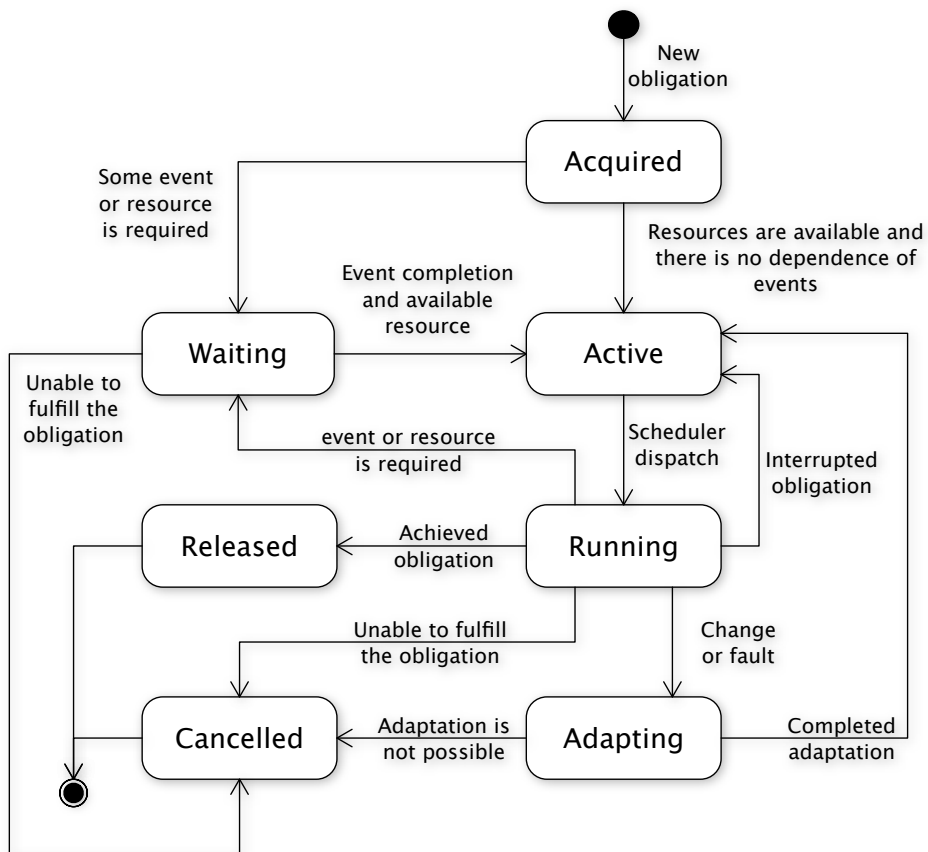 New
obligation
Acquired
Some event
or resource
is required
Resources are available and
there is no dependence of
events
Event completion
and available
resource
Waiting
Active
Unable to
fulfill the
obligation
event or resource
is required
Scheduler
dispatch
Interrupted
obligation
Released
Achieved
obligation
Running
Unable to fulfill
the obligation
Change
or fault
Cancelled
Adaptation is
not possible
Adapting
Completed
adaptation